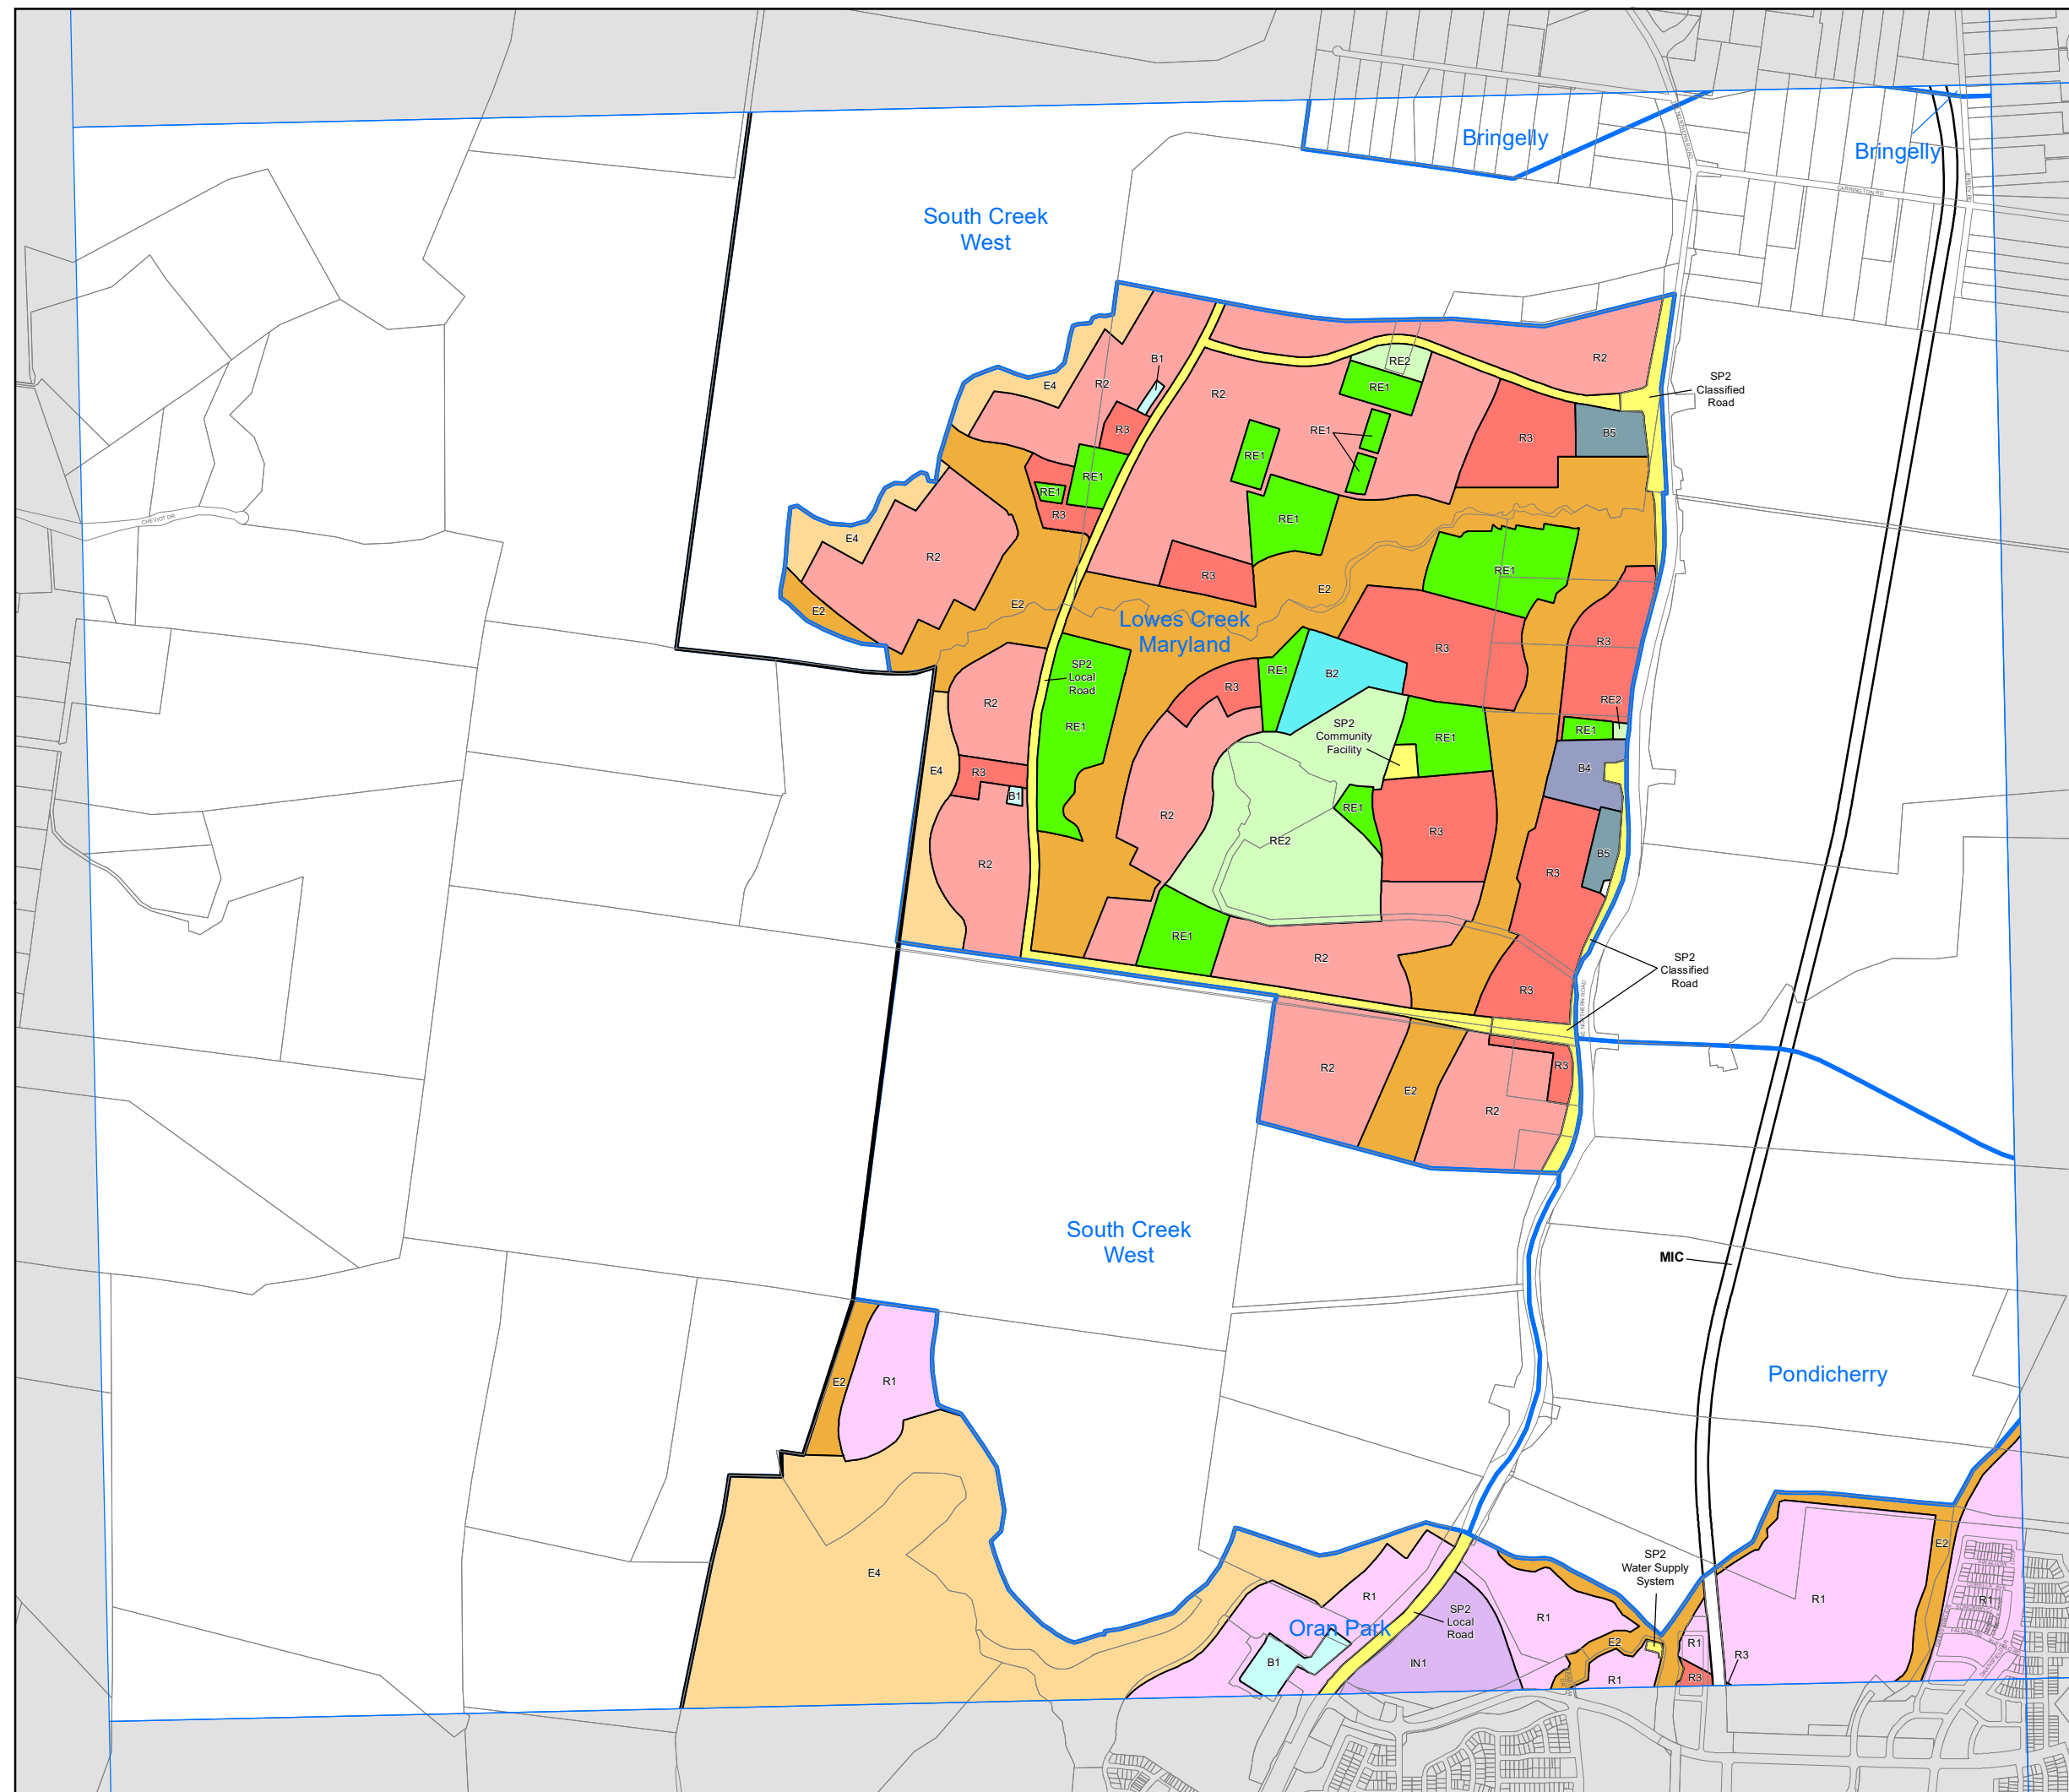 Bringelly
Bringelly
CARRINGTON RD
South Creek
West
B1
R2
RE2
R2
SP2
Classified
Road
E4
R2
RE1
R2
R3
RE1
R3
B5
RE1
RE1
RE1
R3
RE1
CHEVIOT DR
E4
R2
R3
RE1
E2
E2
E2
Lowes Creek
Maryland
R3
R3
SP2
Local
Road
RE1
B2
R3
R2
RE1
RE2
SP2
Community
Facility
RE1
RE1
E4
R3
B4
B1
R2
RE1
RE2
R3
B5
R2
R3
RE1
R2
SP2
Classified
Road
R3
R2
E2
R3
R2
South Creek
West
MIC
Pondicherry
E2
R1
E4
SP2
Water Supply
System
E2
R1
R1
R1
R1
SP2
Local
Road
Oran Park
E2
R1
R3
B1
IN1
R1
R3